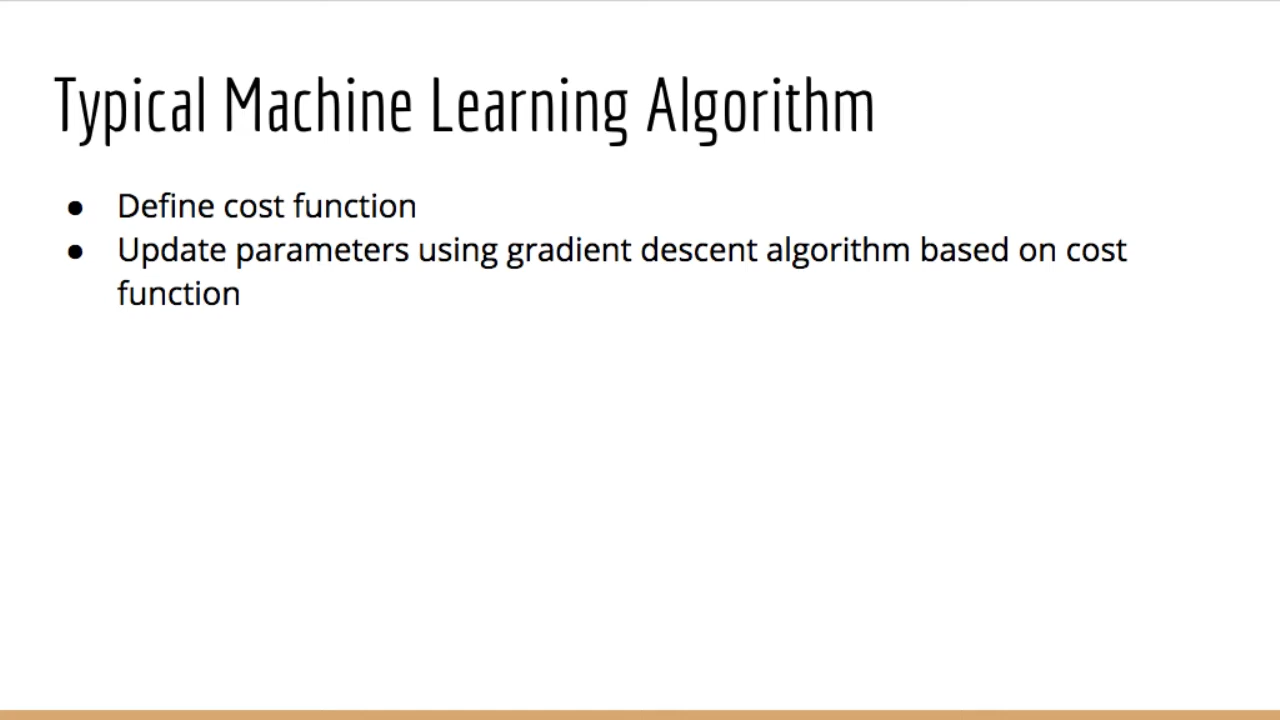 Typical Machine Learning Algorithm
● Define cost function
● Update parameters using gradient descent algorithm based on cost
function